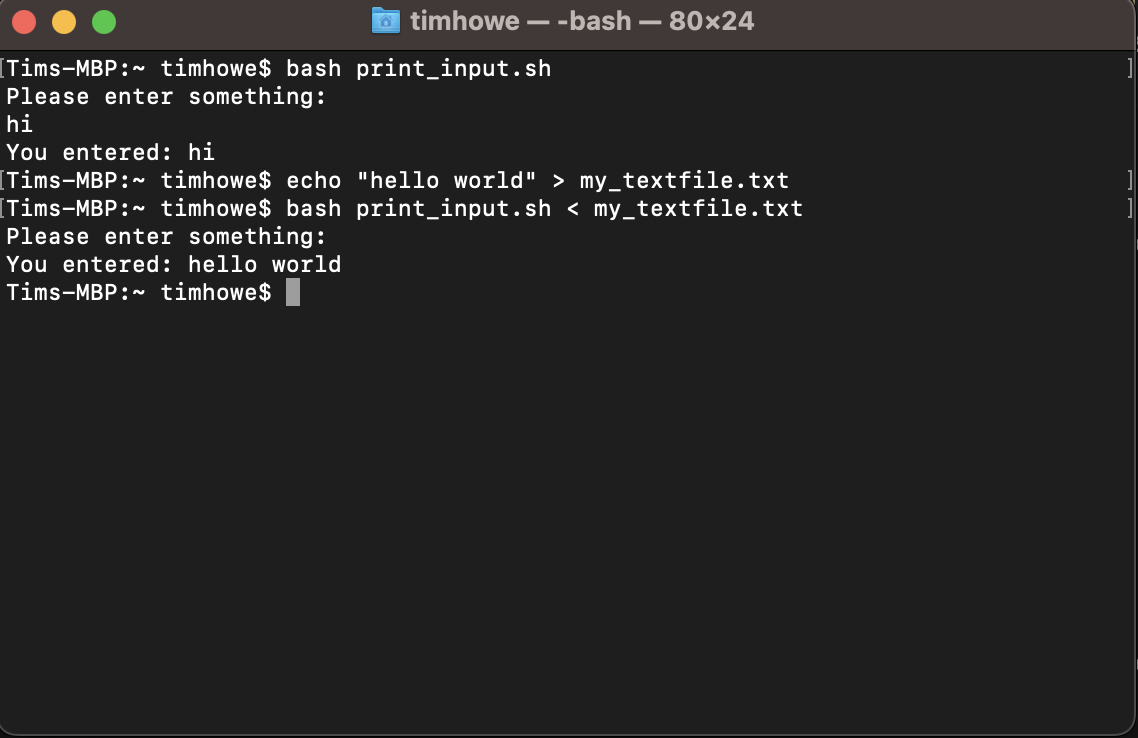 timhowe — -bash — 80×24
[Tims-MBP:~ timhowe$ bash print_input.sh ]
Please enter something:
hi
You entered: hi
[Tims-MBP:~ timhowe$ echo "hello world" > my_textfile.txt ]
[Tims-MBP:~ timhowe$ bash print_input.sh < my_textfile.txt ]
Please enter something:
You entered: hello world
Tims-MBP:~ timhowe$